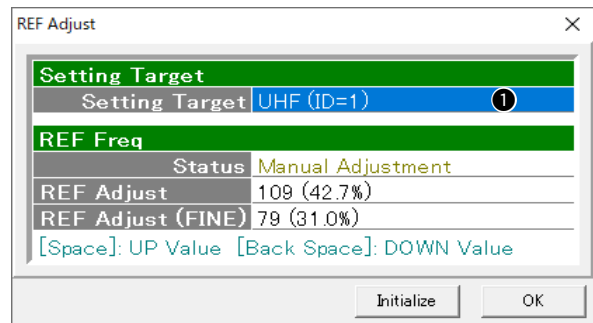 REF Adjust
Setting Target
Setting Target UHF (ID=1) ❶
REF Freq
Status Manual Adjustment
REF Adjust 109 (42.7%)
REF Adjust (FINE) 79 (31.0%)
[Space]: UP Value [Back Space]: DOWN Value
Initialize OK